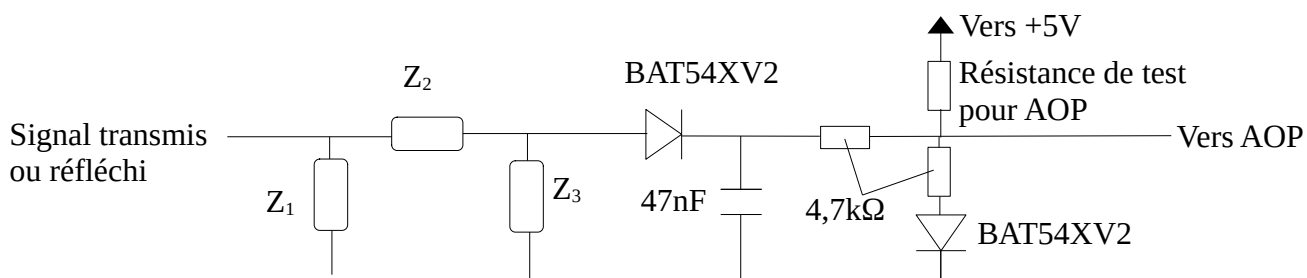 Vers +5V
BAT54XV2
Z2
Résistance de test
pour AOP
Signal transmis
ou réfléchi
Vers AOP
Z1
Z3
47nF
4,7kΩ
BAT54XV2